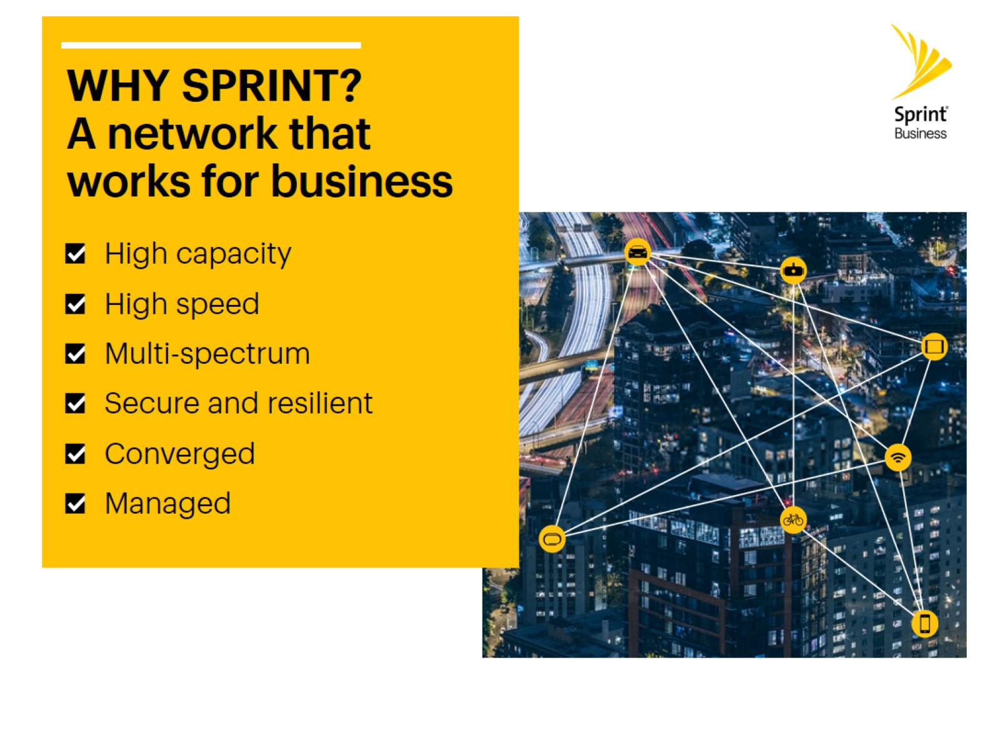 WHY SPRINT?
A network that
works for business
High capacity
High speed
Multi-spectrum
Secure and resilient
Converged
Managed
Sprint®
Business